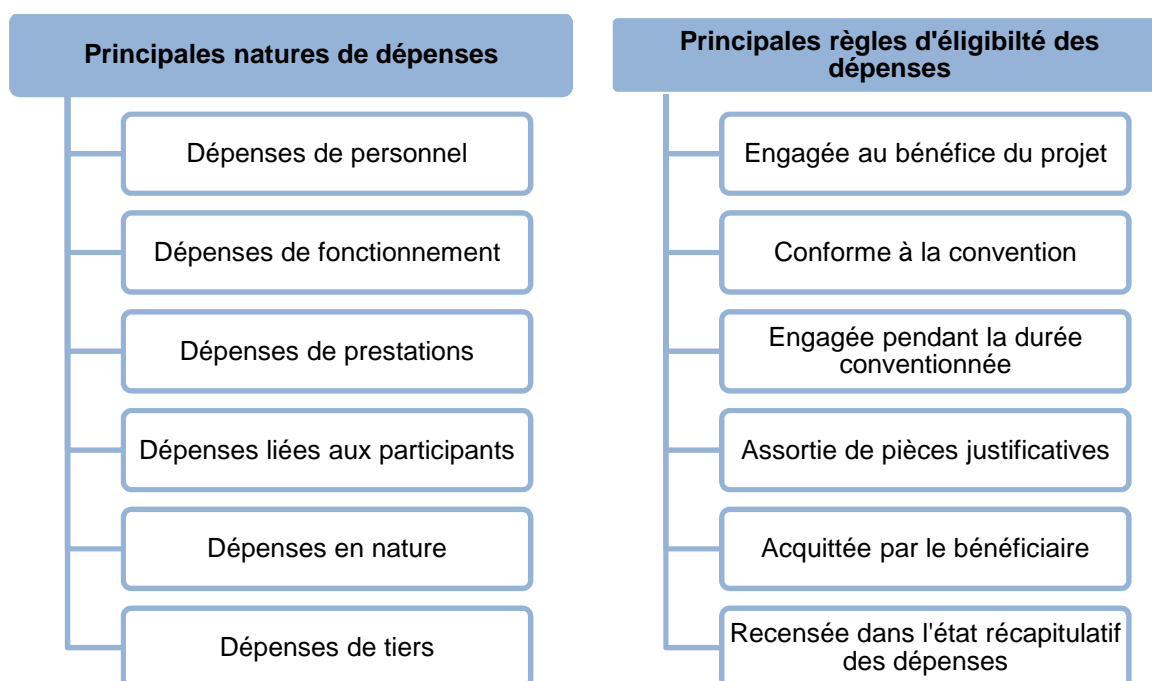 Principales natures de dépenses
Dépenses de personnel
Dépenses de fonctionnement
Dépenses de prestations
Dépenses liées aux participants
Dépenses en nature
Dépenses de tiers
Principales règles d'éligibilté des
dépenses
Engagée au bénéfice du projet
Conforme à la convention
Engagée pendant la durée
conventionnée
Assortie de pièces justificatives
Acquittée par le bénéficiaire
Recensée dans l'état récapitulatif
des dépenses